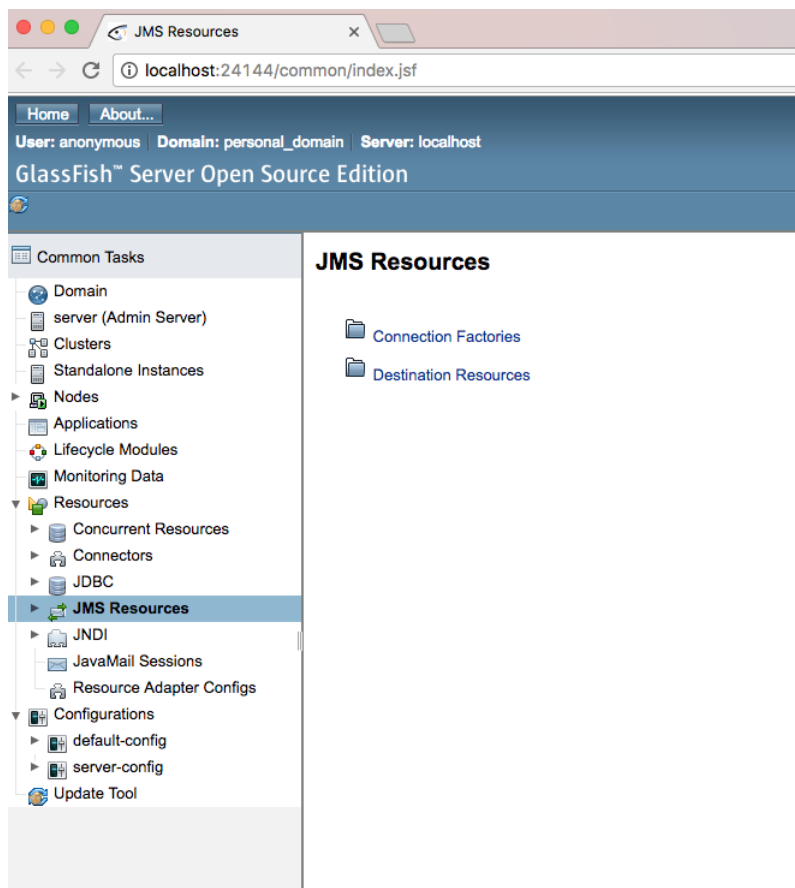 JMS Resources
localhost:24144/common/index.jsf
Home About...
User: anonymous Domain: personal_domain Server: localhost
GlassFish™ Server Open Source Edition
Common Tasks
Domain
server (Admin Server)
Clusters
Standalone Instances
Nodes
Applications
Lifecycle Modules
Monitoring Data
Resources
Concurrent Resources
Connectors
JDBC
JMS Resources
JNDI
JavaMail Sessions
Resource Adapter Configs
Configurations
default-config
server-config
Update Tool
JMS Resources
Connection Factories
Destination Resources